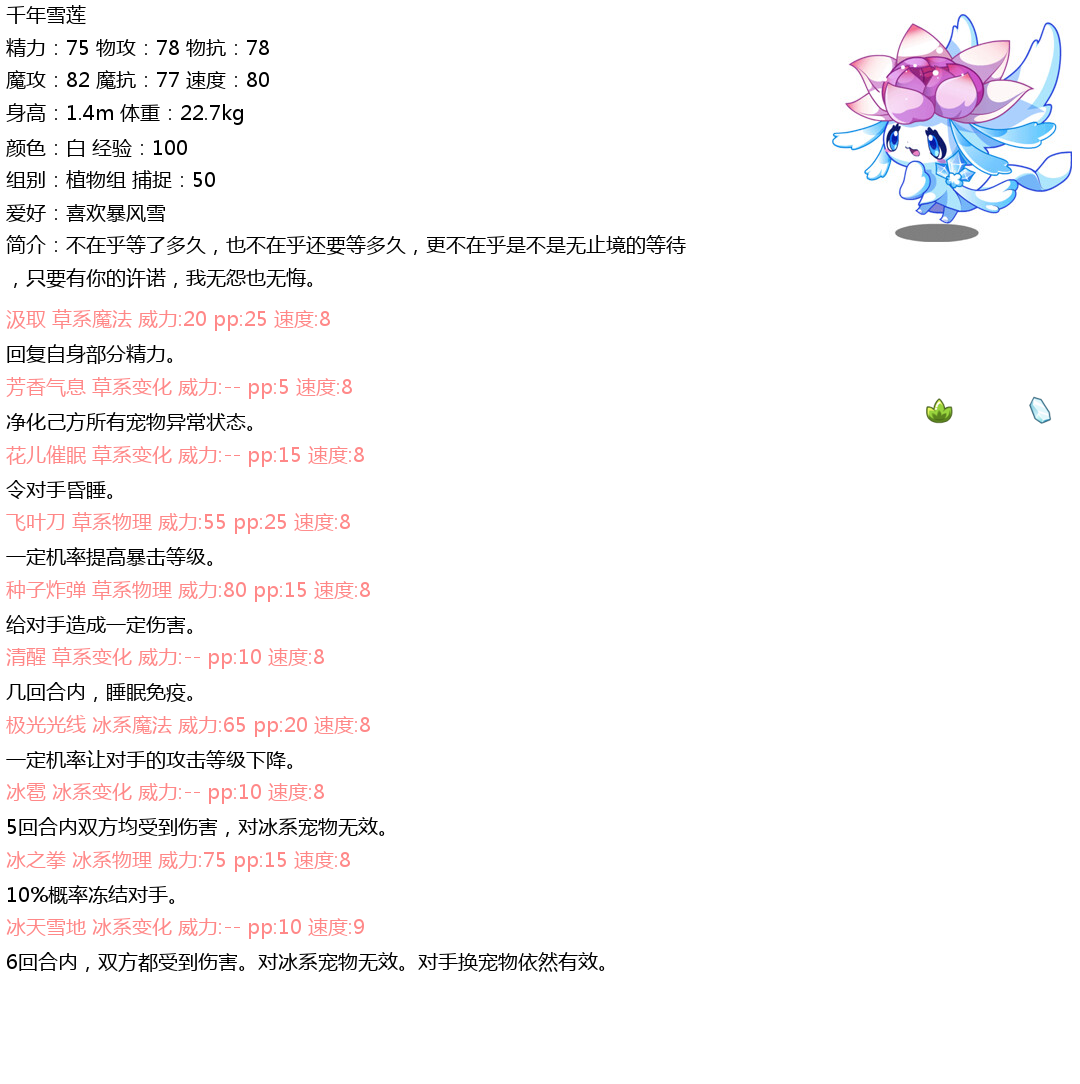 千年雪莲
精力：75 物攻：78 物抗：78
魔攻：82 魔抗：77 速度：80
身高：1.4m 体重：22.7kg
颜色：白 经验：100
组别：植物组 捕捉：50
爱好：喜欢暴风雪
简介：不在乎等了多久，也不在乎还要等多久，更不在乎是不是无止境的等待
，只要有你的许诺，我无怨也无悔。
汲取 草系魔法 威力:20 pp:25 速度:8
回复自身部分精力。
芳香气息 草系变化 威力:-- pp:5 速度:8
净化己方所有宠物异常状态。
花儿催眠 草系变化 威力:-- pp:15 速度:8
令对手昏睡。
飞叶刀 草系物理 威力:55 pp:25 速度:8
一定机率提高暴击等级。
种子炸弹 草系物理 威力:80 pp:15 速度:8
给对手造成一定伤害。
清醒 草系变化 威力:-- pp:10 速度:8
几回合内，睡眠免疫。
极光光线 冰系魔法 威力:65 pp:20 速度:8
一定机率让对手的攻击等级下降。
冰雹 冰系变化 威力:-- pp:10 速度:8
5回合内双方均受到伤害，对冰系宠物无效。
冰之拳 冰系物理 威力:75 pp:15 速度:8
10%概率冻结对手。
冰天雪地 冰系变化 威力:-- pp:10 速度:9
6回合内，双方都受到伤害。对冰系宠物无效。对手换宠物依然有效。